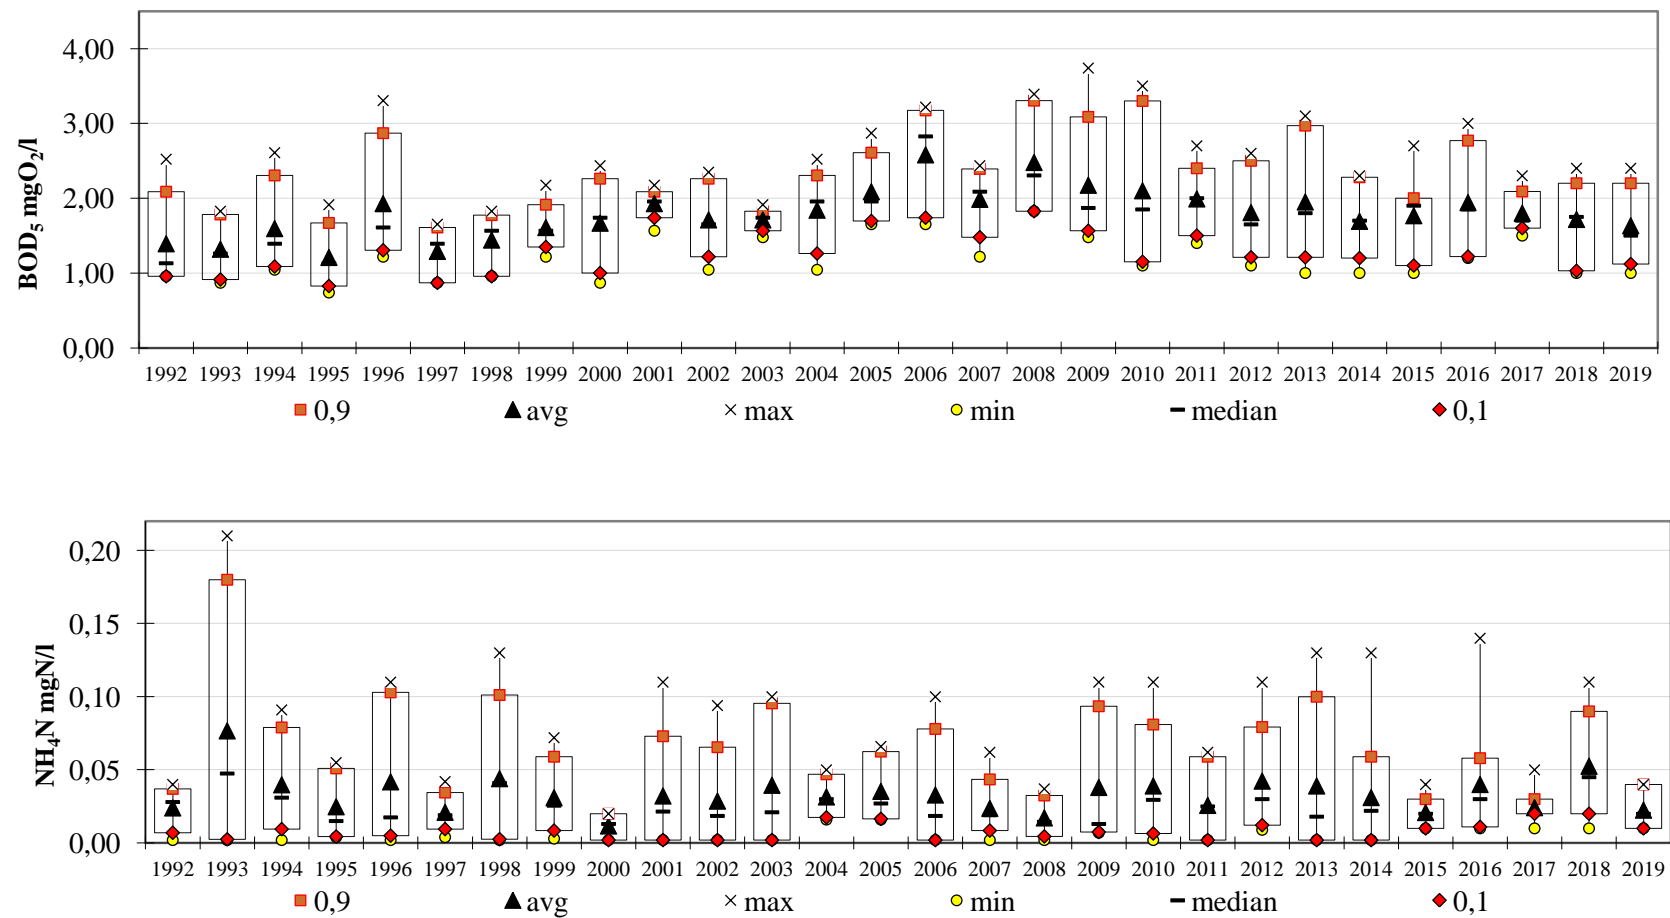 4,00
3,00
2,00
1,00
0,00
BOD5 mgO2/l
1992 1993 1994 1995 1996 1997 1998 1999 2000 2001 2002 2003 2004 2005 2006 2007 2008 2009 2010 2011 2012 2013 2014 2015 2016 2017 2018 2019
0,9 avg max min median 0,1
0,20
0,15
0,10
0,05
0,00
NH4N mgN/l
1992 1993 1994 1995 1996 1997 1998 1999 2000 2001 2002 2003 2004 2005 2006 2007 2008 2009 2010 2011 2012 2013 2014 2015 2016 2017 2018 2019
0,9 avg max min median 0,1